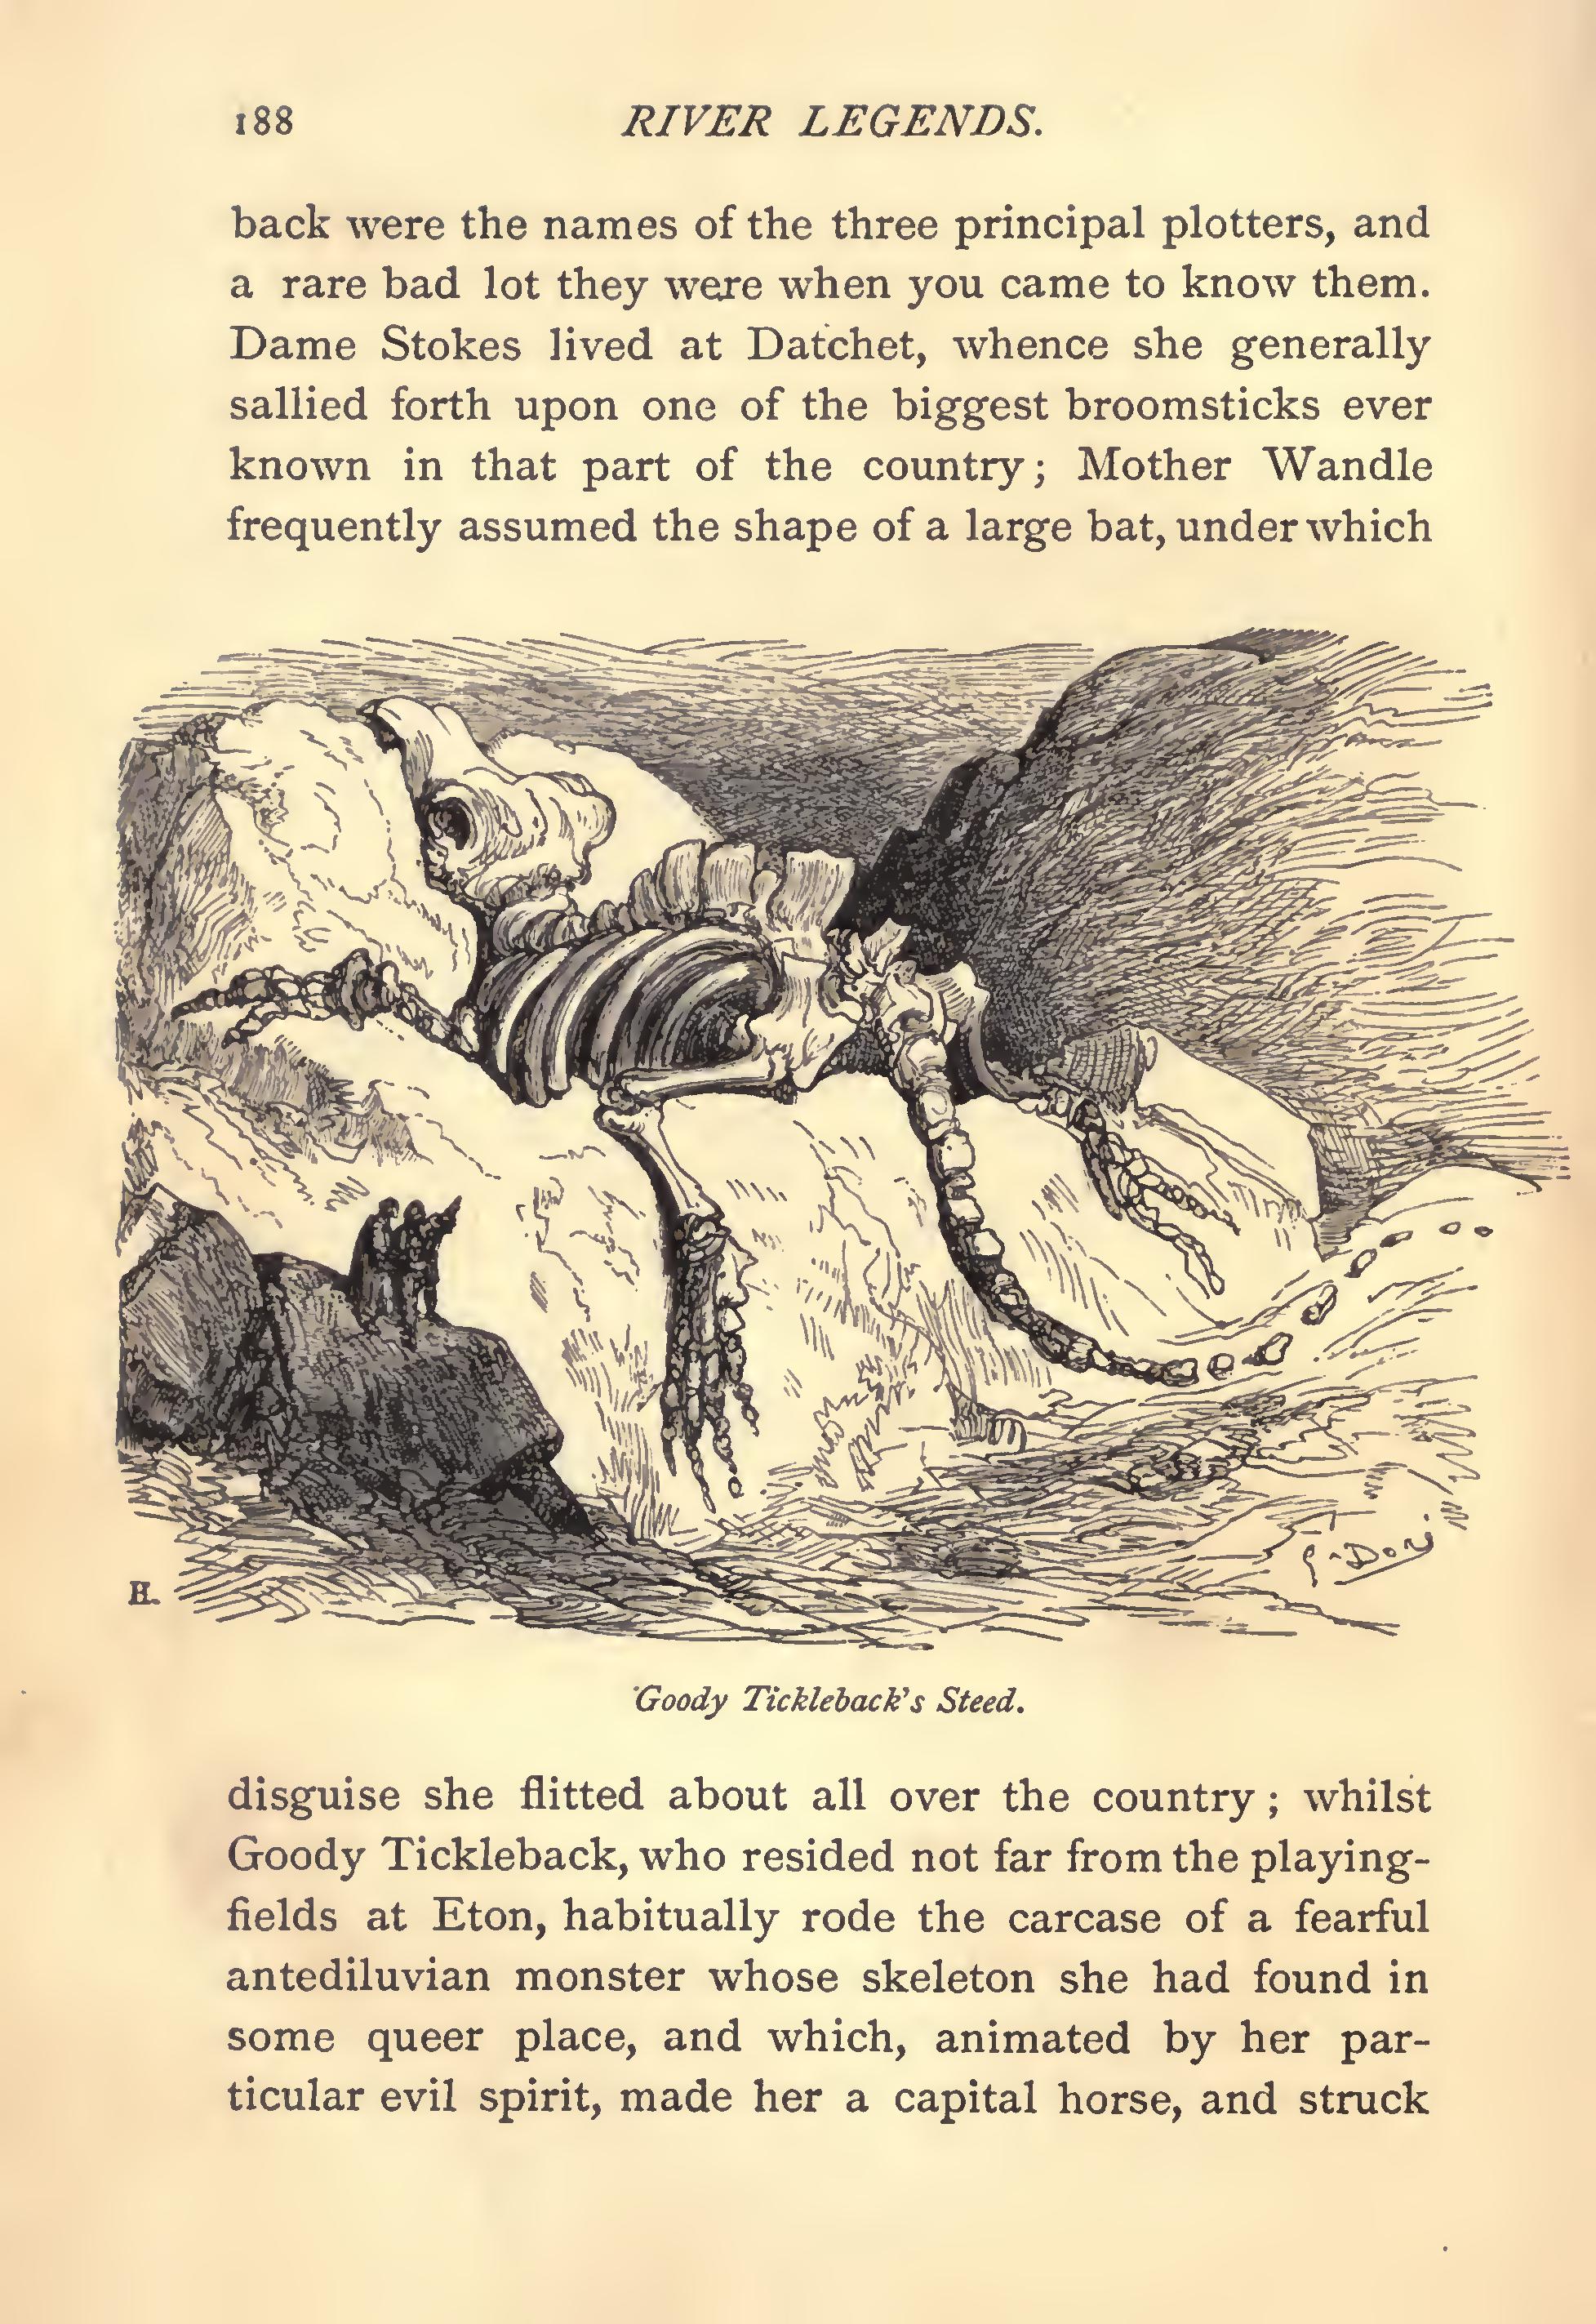 188
RIVER LEGENDS.
back were the names of the three principal plotters, and
a rare bad lot they were when you came to know them.
Dame Stokes lived at Datchet, whence she generally
sallied forth upon one of the biggest broomsticks ever
known in that part of the country; Mother Wandle
frequently assumed the shape of a large bat, under which
G. Doré
H.
Goody Tickleback's Steed.
disguise she flitted about all over the country; whilst
Goody Tickleback, who resided not far from the playing-
fields at Eton, habitually rode the carcase of a fearful
antediluvian monster whose skeleton she had found in
some queer place, and which, animated by her par-
ticular evil spirit, made her a capital horse, and struck